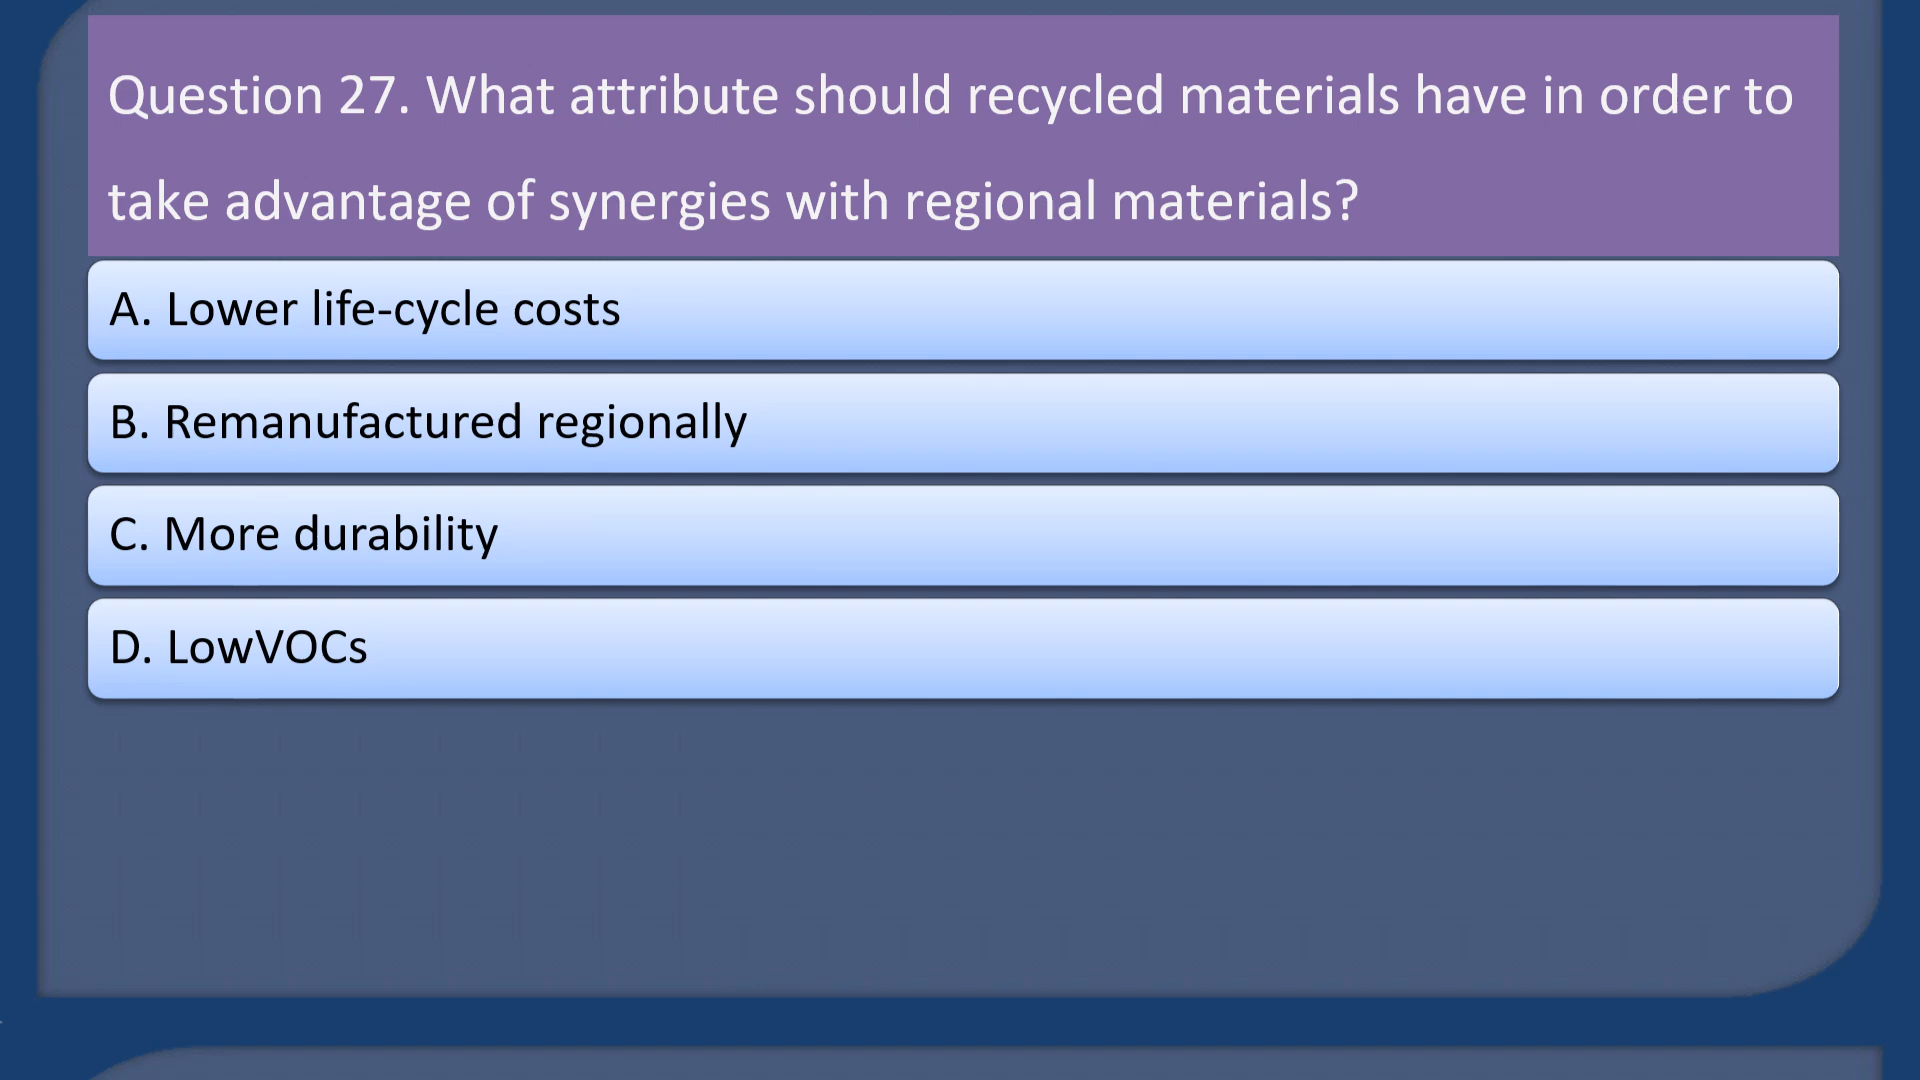 Question 27. What attribute should recycled materials have in order to
take advantage of synergies with regional materials?
A. Lower life-cycle costs
B. Remanufactured regionally
C. More durability
D. LowVOCs